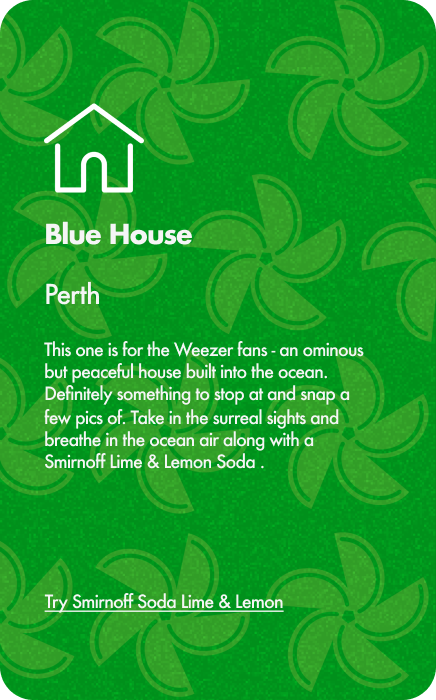 Blue House
Perth
This one is for the Weezer fans - an ominous
but peaceful house built into the ocean.
Definitely something to stop at and snap a
few pics of. Take in the surreal sights and
breathe in the ocean air along with a
Smirnoff Lime & Lemon Soda .
Try Smirnoff Soda Lime & Lemon